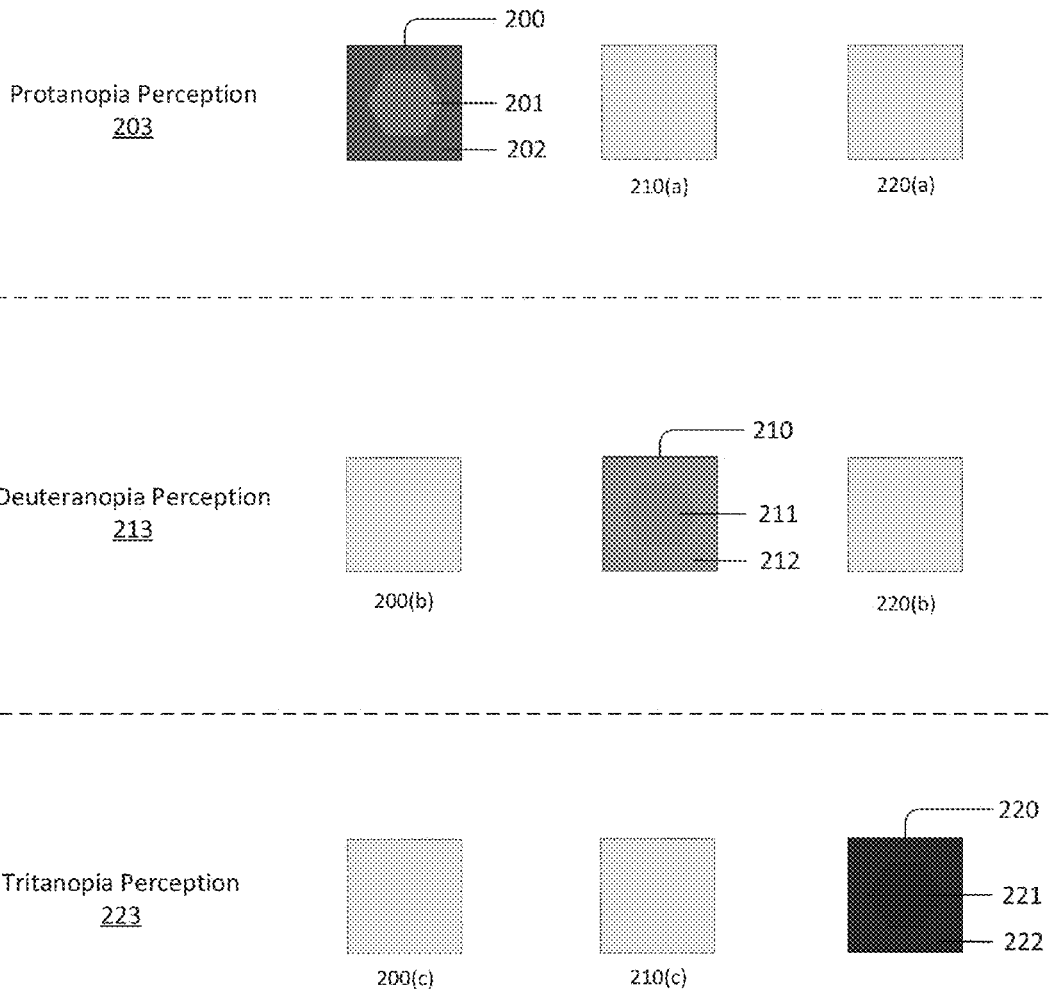 200
Protanopia Perception
203
201
202
210(a)
220(a)
210
Deuteranopia Perception
213
211
212
200(b)
220(b)
220
Tritanopia Perception
223
221
222
200(c)
210(c)